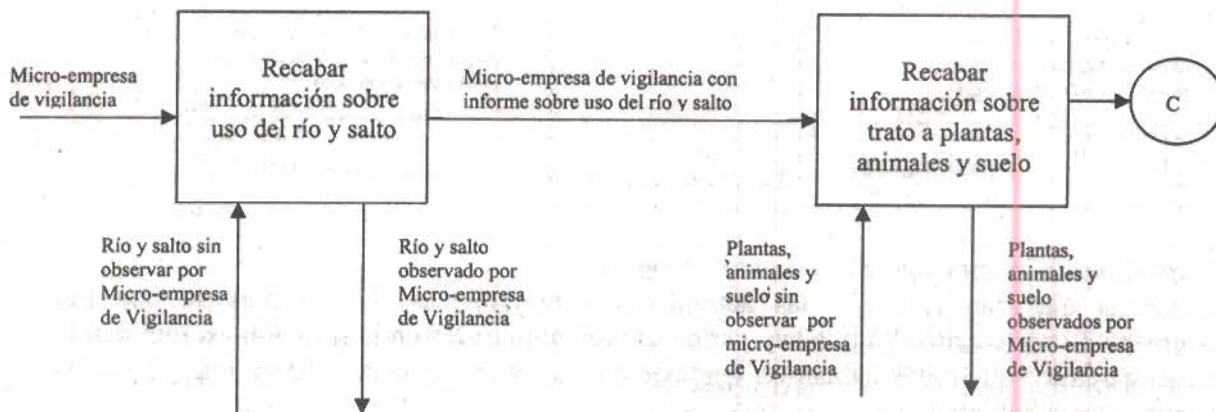 Micro-empresa
de vigilancia
Recabar
información sobre
uso del río y salto
Micro-empresa de vigilancia con
informe sobre uso del río y salto
Recabar
información sobre
trato a plantas,
animales y suelo
C
Río y salto sin
observar por
Micro-empresa
de Vigilancia
Río y salto
observado por
Micro-empresa
de Vigilancia
Plantas,
animales y
suelo sin
observar por
micro-empresa
de Vigilancia
Plantas,
animales y
suelo
observados por
Micro-empresa
de Vigilancia